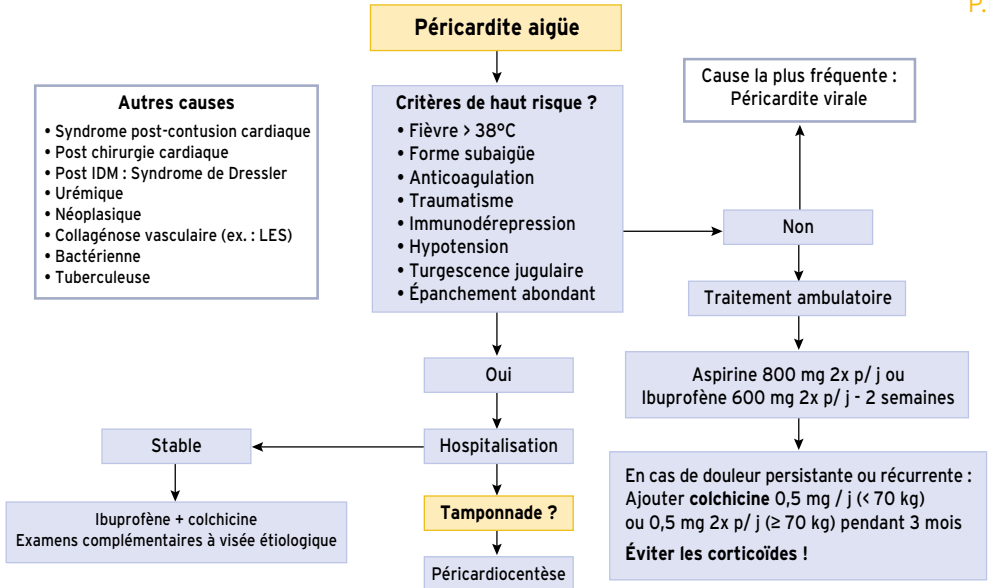 P.
Péricardite aigüe
Autres causes
• Syndrome post-contusion cardiaque
• Post chirurgie cardiaque
• Post IDM : Syndrome de Dressler
• Urémique
• Néoplasique
• Collagénose vasculaire (ex. : LES)
• Bactérienne
• Tuberculeuse
Critères de haut risque ?
• Fièvre > 38°C
• Forme subaigüe
• Anticoagulation
• Traumatisme
• Immunodérepression
• Hypotension
• Turgescence jugulaire
• Épanchement abondant
Cause la plus fréquente :
Péricardite virale
Non
Traitement ambulatoire
Aspirine 800 mg 2x p/ j ou
Ibuprofène 600 mg 2x p/ j - 2 semaines
En cas de douleur persistante ou récurrente :
Ajouter colchicine 0,5 mg / j (< 70 kg)
ou 0,5 mg 2x p/ j (≥ 70 kg) pendant 3 mois
Éviter les corticoïdes !
Oui
Hospitalisation
Stable
Ibuprofène + colchicine
Examens complémentaires à visée étiologique
Tamponnade ?
Péricardiocentèse